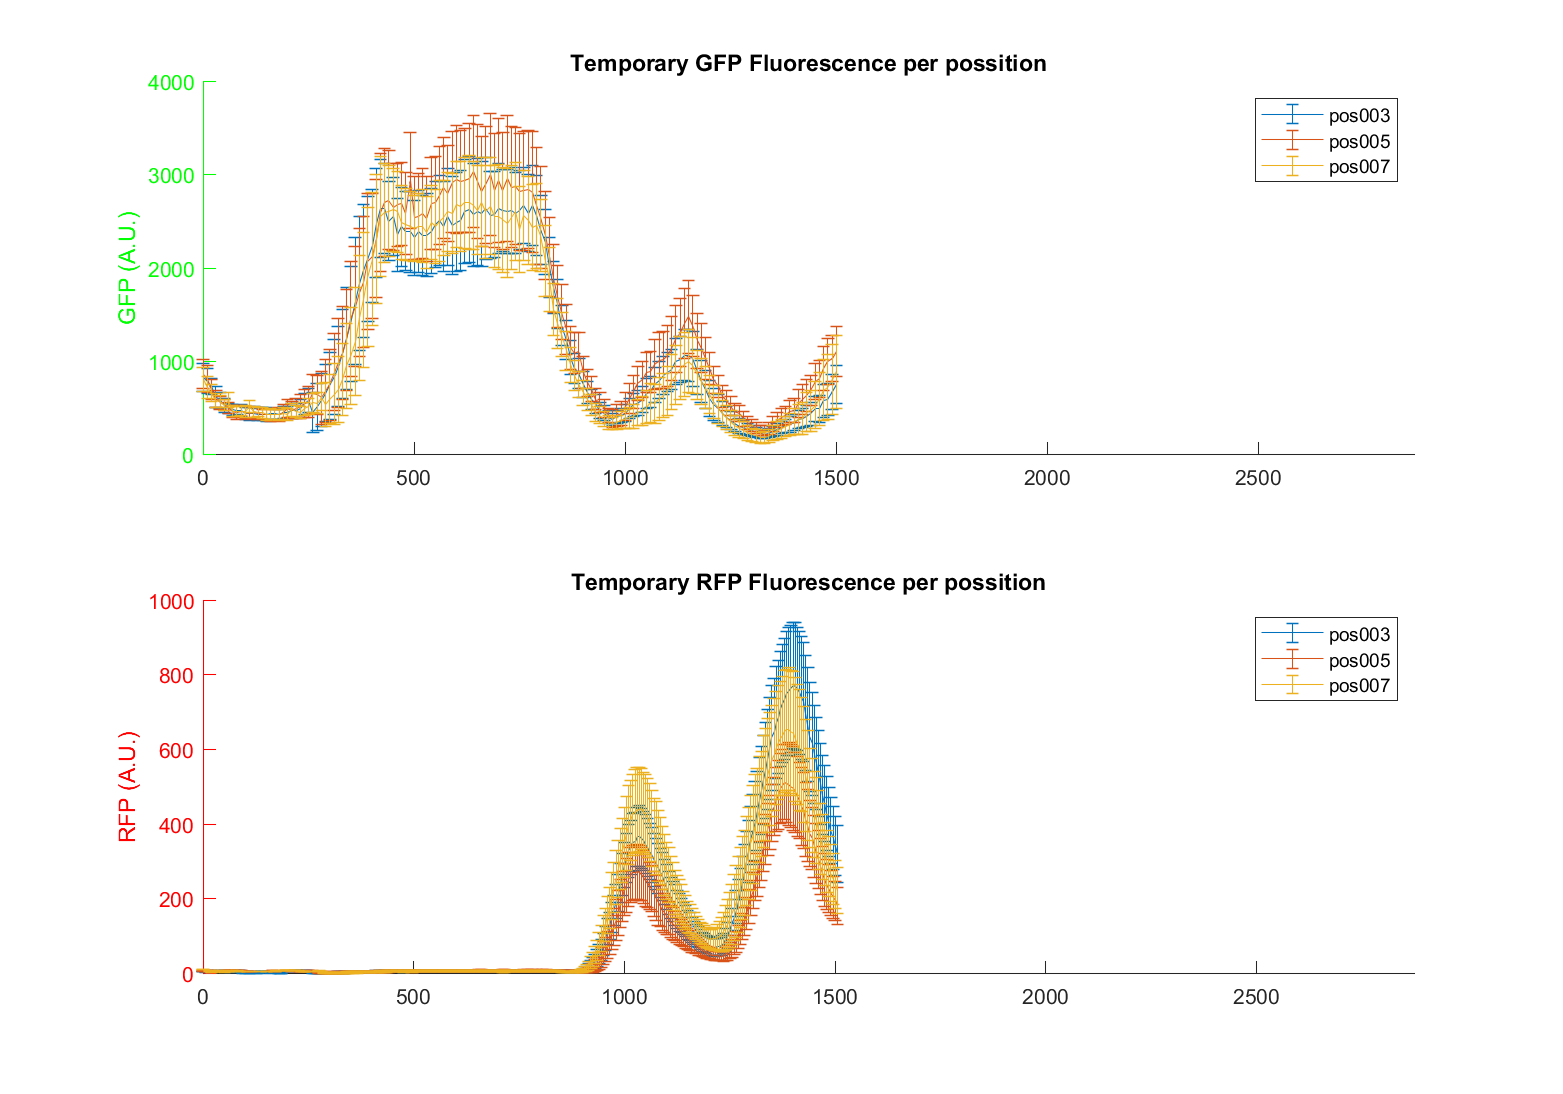 Temporary GFP Fluorescence per possition
4000
3000
2000
1000
0
GFP (A.U.)
0 500 1000 1500 2000 2500
pos003
pos005
pos007
Temporary RFP Fluorescence per possition
1000
800
600
400
200
0
RFP (A.U.)
0 500 1000 1500 2000 2500
pos003
pos005
pos007